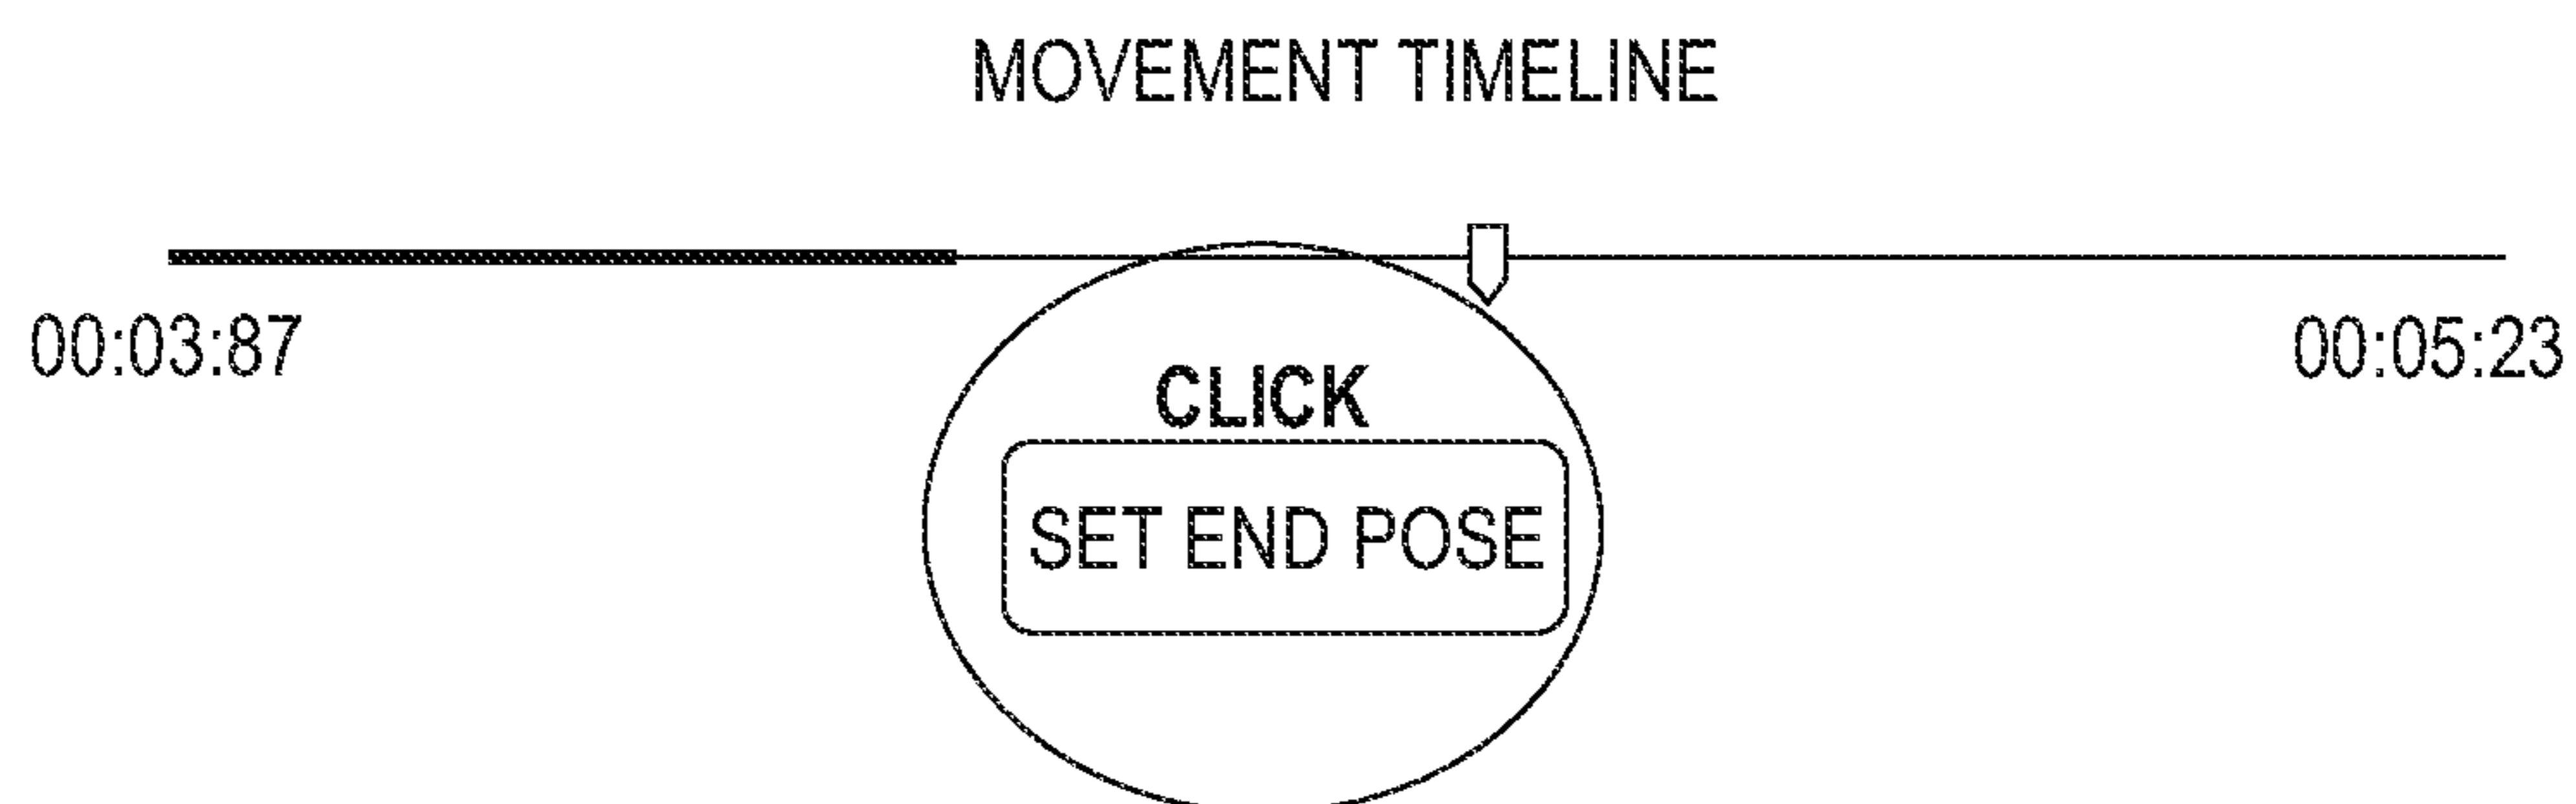 MOVEMENT TIMELINE
00:03:87
00:05:23
CLICK
SET END POSE